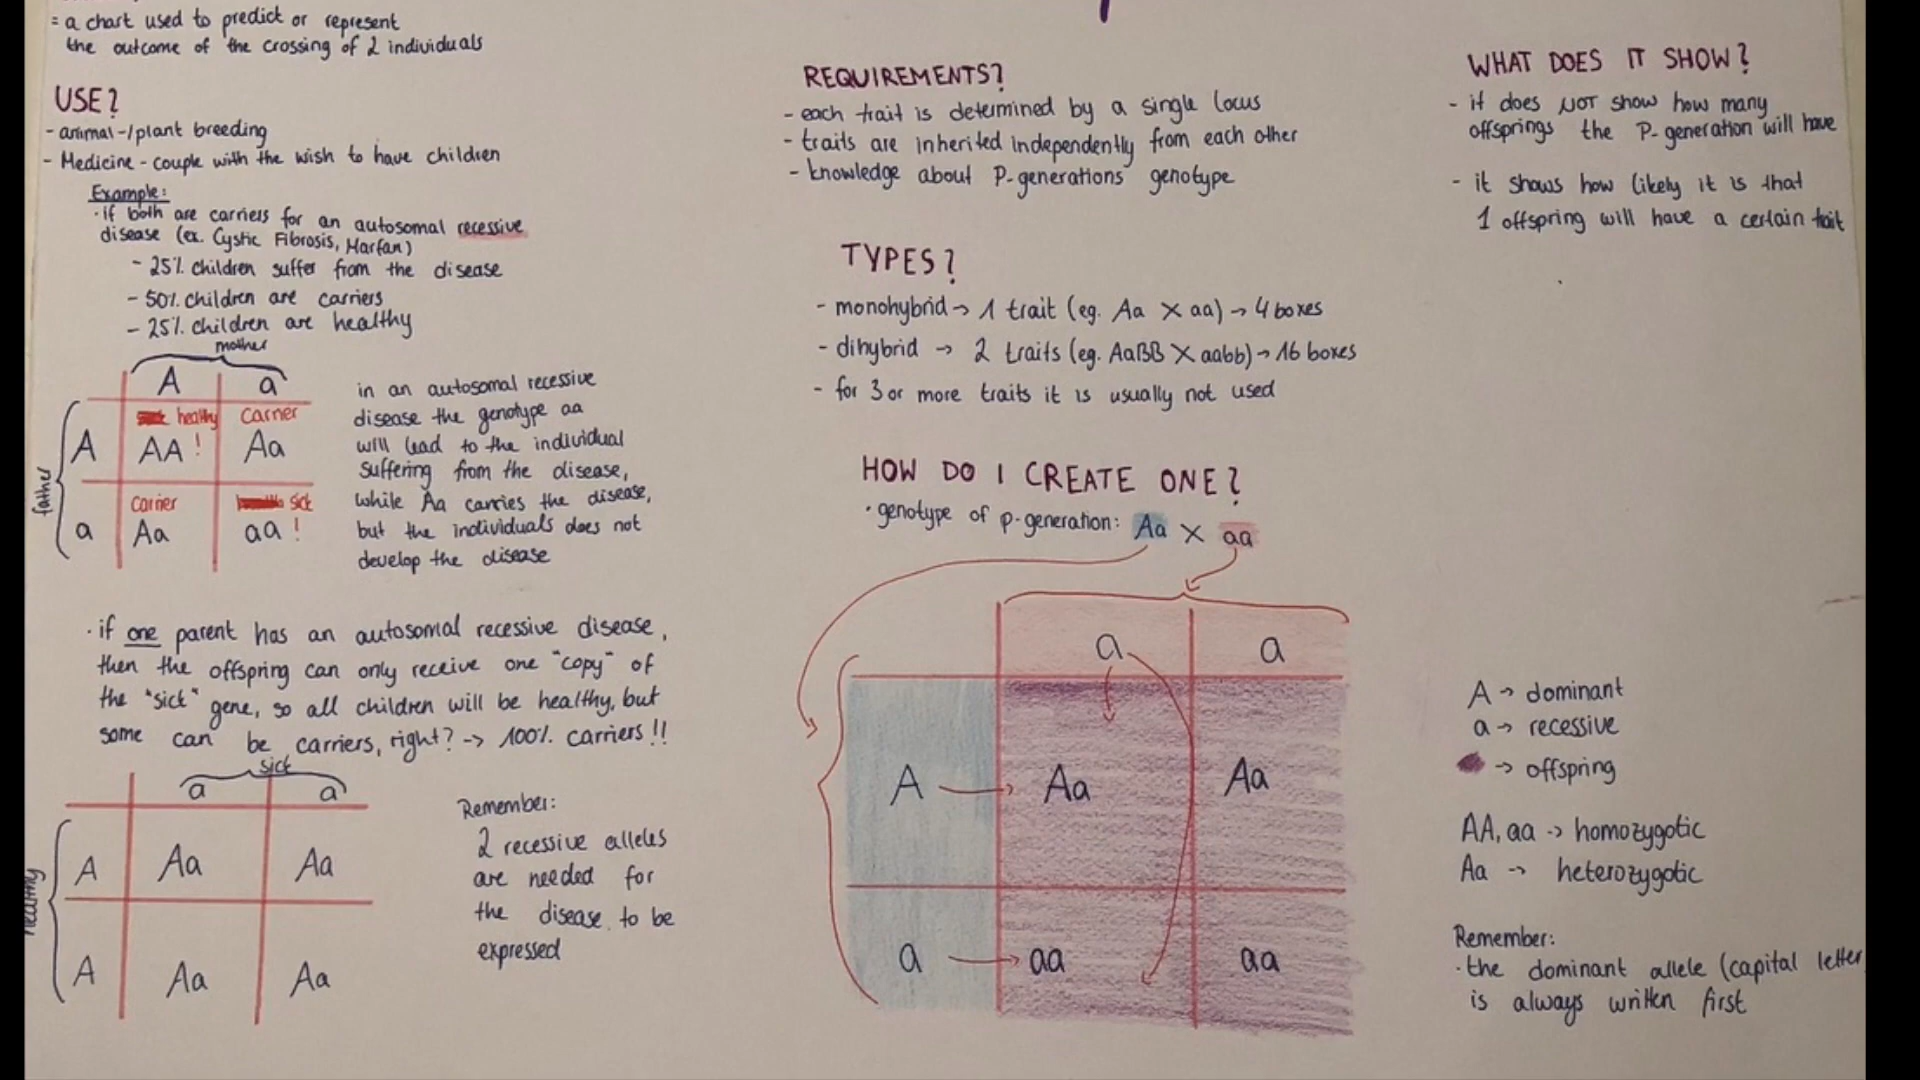 = a chart used to predict or represent
the outcome of the crossing of 2 individuals
USE?
- animal-/plant breeding
- Medicine - couple with the wish to have children
Example:
· if both are carriers for an autosomal recessive
disease (ex. Cystic Fibrosis, Marfan)
- 25% children suffer from the disease
- 50% children are carriers
- 25% children are healthy
mother
A a
healthy carrier
father
A AA! Aa
carrier sick
a Aa aa!
in an autosomal recessive
disease the genotype aa
will lead to the individual
suffering from the disease,
while Aa carries the disease,
but the individuals does not
develop the disease
· if one parent has an autosomal recessive disease,
then the offspring can only receive one "copy" of
the "sick" gene, so all children will be healthy, but
some can be carriers, right? -> 100% carriers!!
sick
a a
healthy
A Aa Aa
A Aa Aa
Remember:
2 recessive alleles
are needed for
the disease to be
expressed
REQUIREMENTS?
- each trait is determined by a single locus
- traits are inherited independently from each other
- knowledge about P-generations genotype
TYPES?
- monohybrid -> 1 trait (eg. Aa X aa) -> 4 boxes
- dihybrid -> 2 traits (eg. AaBB X aabb) -> 16 boxes
- for 3 or more traits it is usually not used
HOW DO I CREATE ONE?
· genotype of p-generation: Aa X aa
a a
A Aa Aa
a aa aa
WHAT DOES IT SHOW?
- it does NOT show how many
offsprings the P-generation will have
- it shows how likely it is that
1 offspring will have a certain trait
A -> dominant
a -> recessive
-> offspring
AA, aa -> homozygotic
Aa -> heterozygotic
Remember:
· the dominant allele (capital letter
is always written first